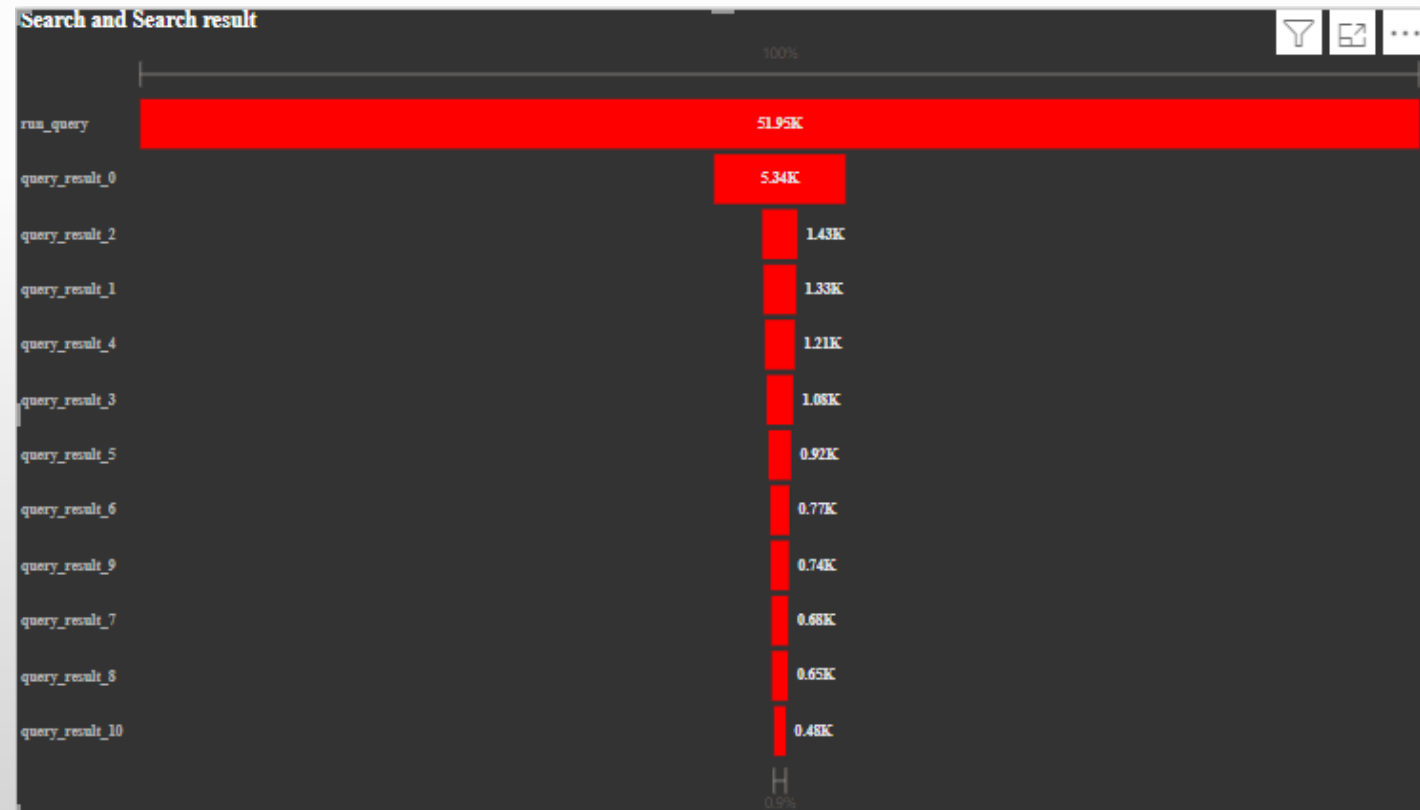 Search and Search result
100%
run_query 51.95K
query_result_0 5.34K
query_result_2 1.43K
query_result_1 1.33K
query_result_4 1.21K
query_result_3 1.08K
query_result_5 0.92K
query_result_6 0.77K
query_result_9 0.74K
query_result_7 0.68K
query_result_8 0.65K
query_result_10 0.48K
0.9%